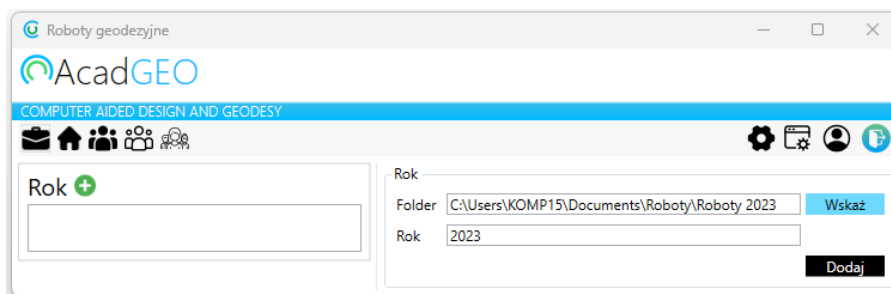 Roboty geodezyjne
AcadGEO
COMPUTER AIDED DESIGN AND GEODESY
Rok
Rok
Folder C:\Users\KOMP15\Documents\Roboty\Roboty 2023 Wskaż
Rok 2023
Dodaj